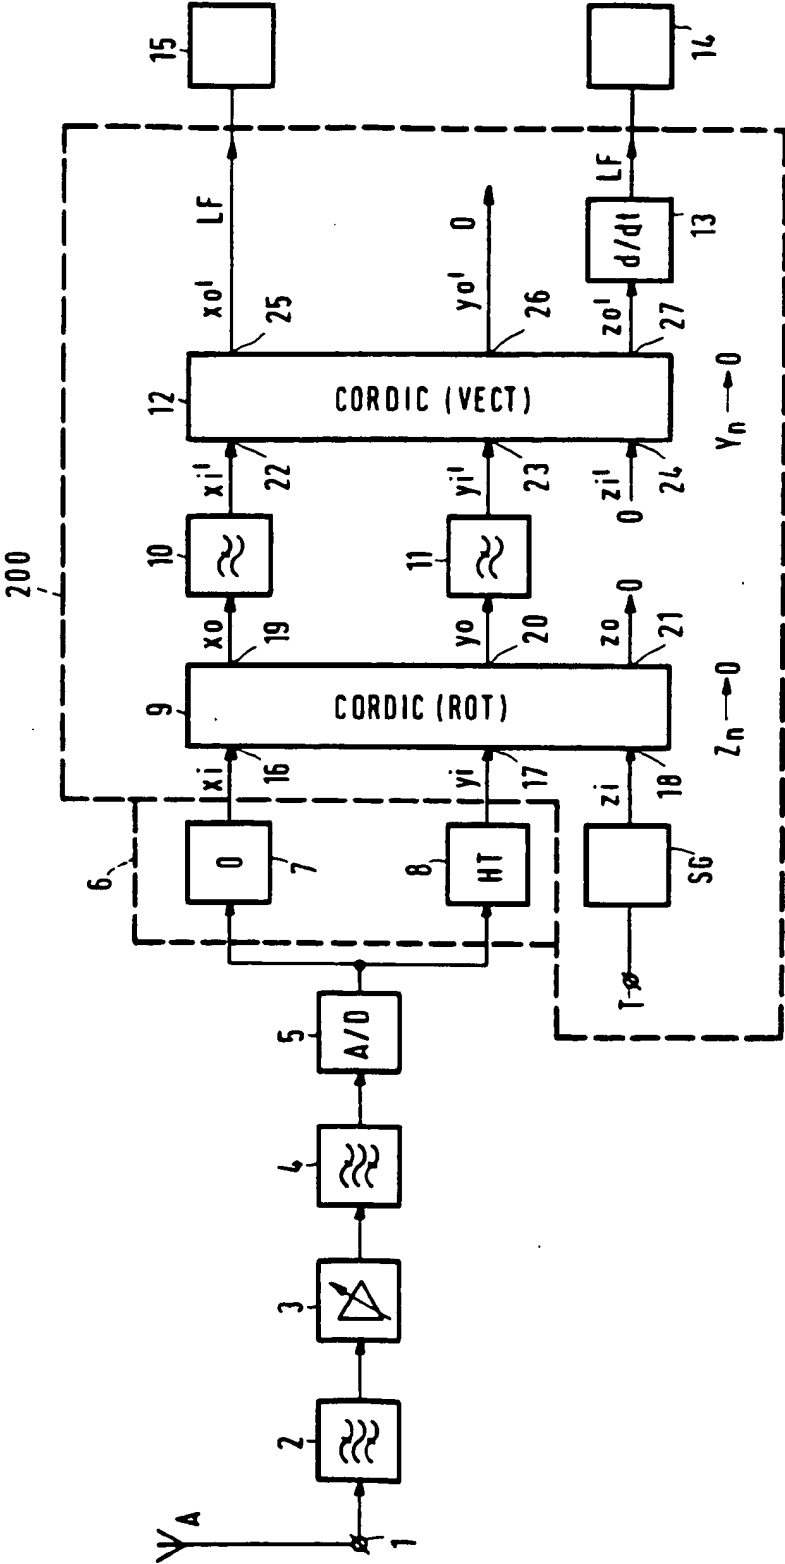 A
1
2
3
4
5
A/D
6
200
7
0
8
HT
T
SG
xi
16
yi
17
zi
18
9
CORDIC (ROT)
Zn → 0
xo
19
yo
20
zo
0
21
10
11
xi'
22
yi'
23
0
zi'
24
12
CORDIC (VECT)
Yn → 0
xo'
25
LF
yo'
26
0
zo'
27
d/dt
13
LF
15
14